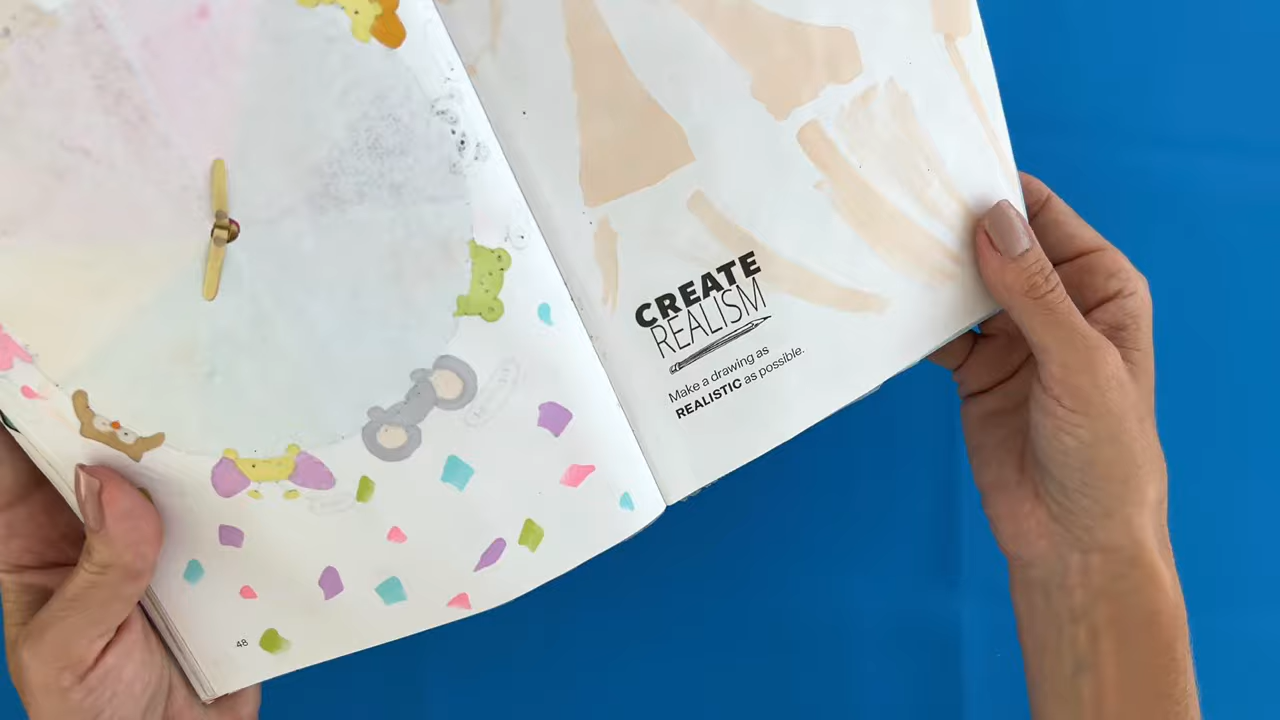 48
CREATE
REALISM
Make a drawing as
REALISTIC as possible.